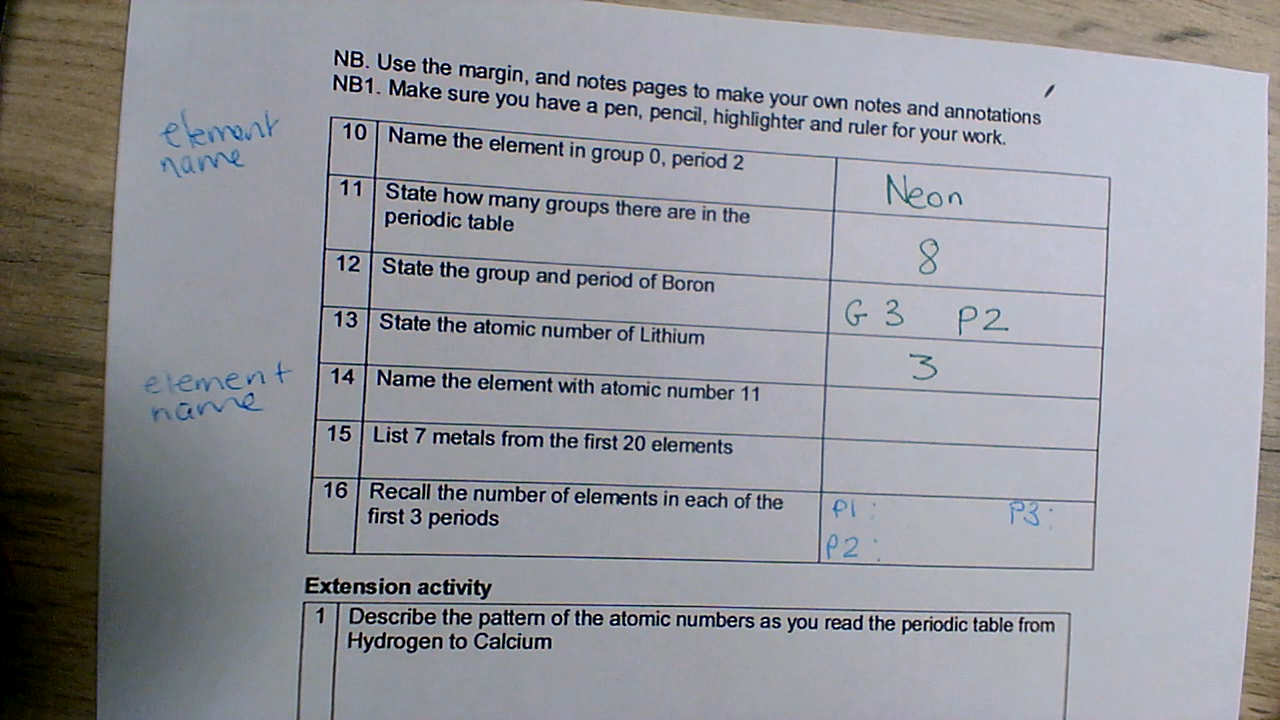 NB. Use the margin, and notes pages to make your own notes and annotations
NB1. Make sure you have a pen, pencil, highlighter and ruler for your work.
element
name
10 Name the element in group 0, period 2 Neon
11 State how many groups there are in the
periodic table 8
12 State the group and period of Boron G 3 P2
13 State the atomic number of Lithium 3
element
name
14 Name the element with atomic number 11
15 List 7 metals from the first 20 elements
16 Recall the number of elements in each of the P1: P3:
first 3 periods P2:
Extension activity
1 Describe the pattern of the atomic numbers as you read the periodic table from
Hydrogen to Calcium